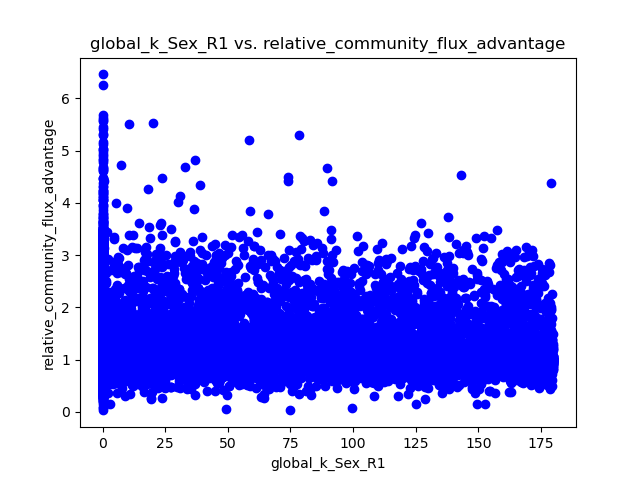 global_k_Sex_R1 vs. relative_community_flux_advantage
relative_community_flux_advantage
6
5
4
3
2
1
0
0 25 50 75 100 125 150 175
global_k_Sex_R1